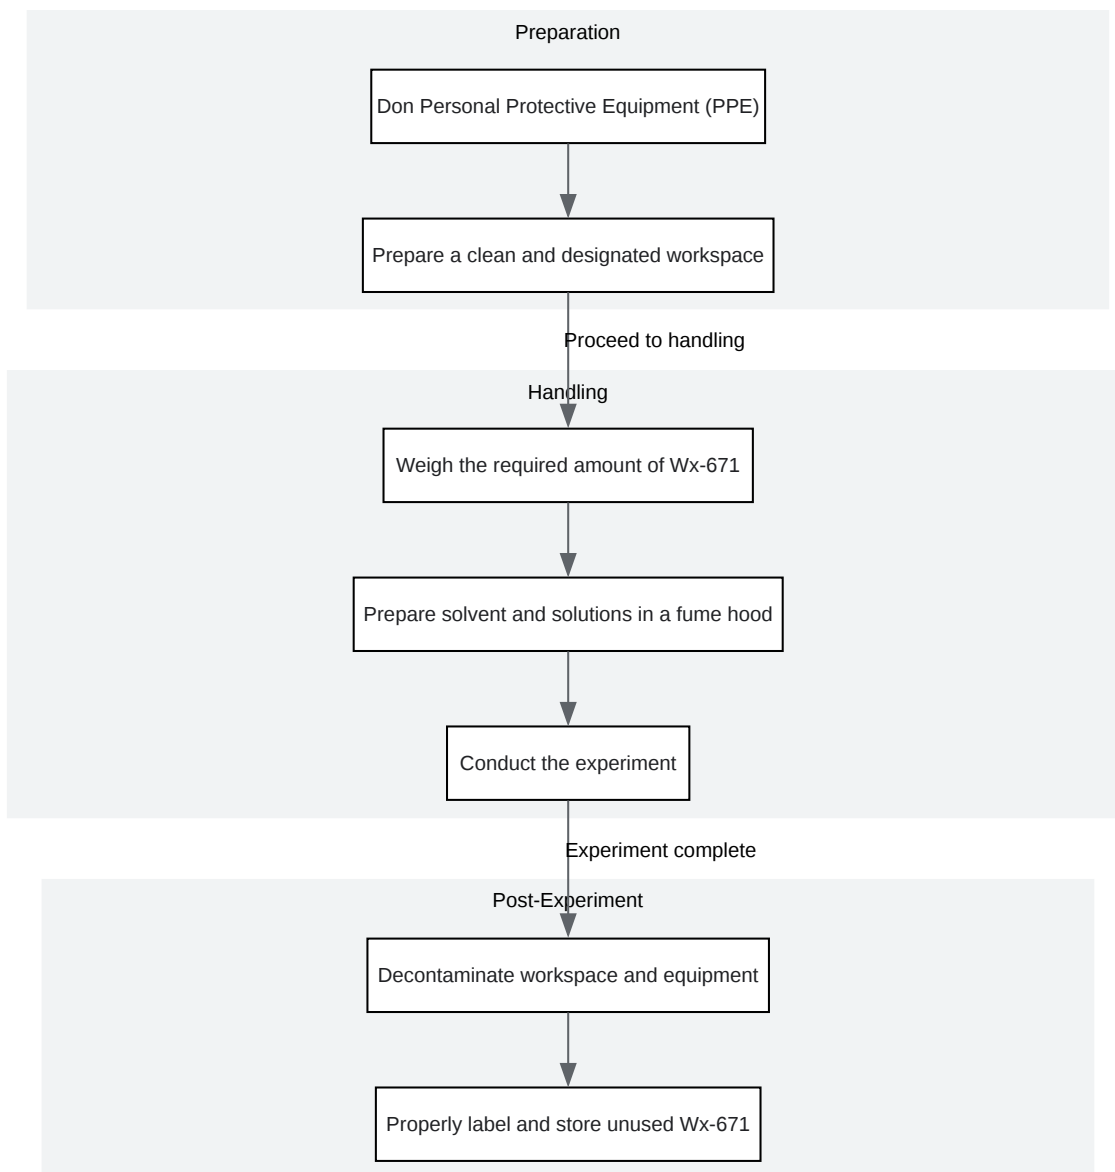 Preparation
Don Personal Protective Equipment (PPE)
Prepare a clean and designated workspace
Proceed to handling
Handling
Weigh the required amount of Wx-671
Prepare solvent and solutions in a fume hood
Conduct the experiment
Experiment complete
Post-Experiment
Decontaminate workspace and equipment
Properly label and store unused Wx-671